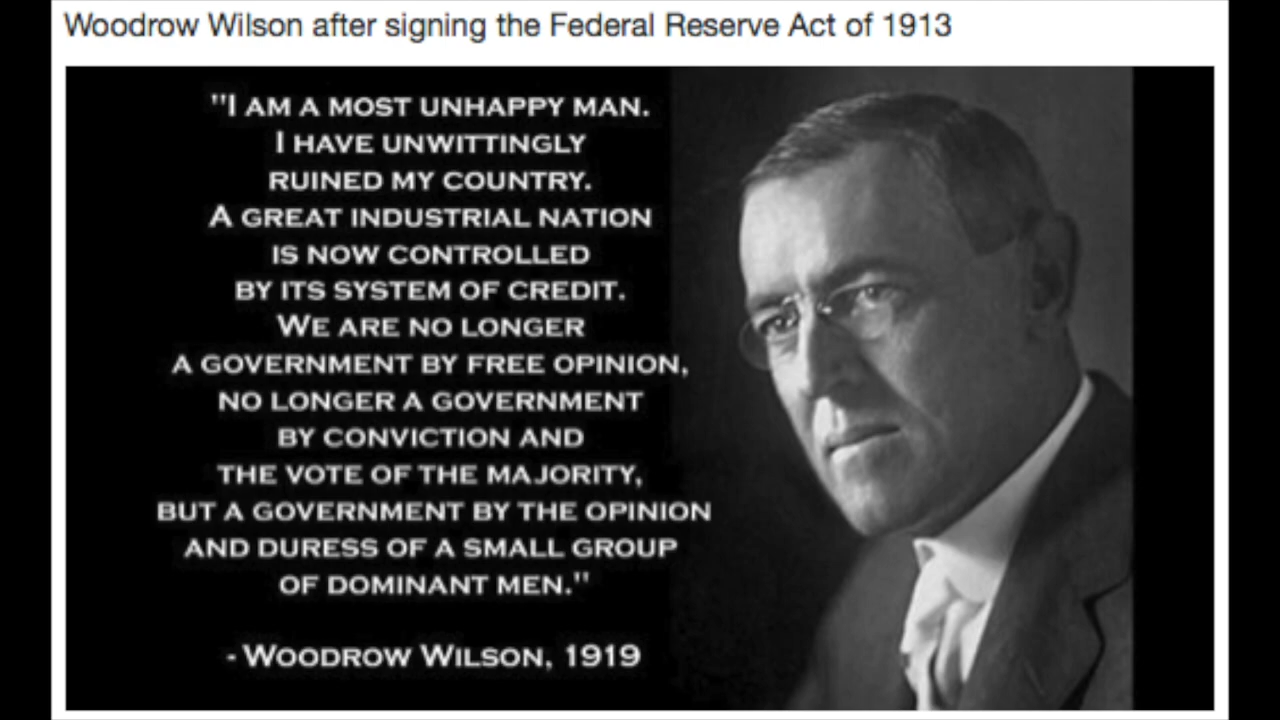 Woodrow Wilson after signing the Federal Reserve Act of 1913
"I AM A MOST UNHAPPY MAN.
I HAVE UNWITTINGLY
RUINED MY COUNTRY.
A GREAT INDUSTRIAL NATION
IS NOW CONTROLLED
BY ITS SYSTEM OF CREDIT.
WE ARE NO LONGER
A GOVERNMENT BY FREE OPINION,
NO LONGER A GOVERNMENT
BY CONVICTION AND
THE VOTE OF THE MAJORITY,
BUT A GOVERNMENT BY THE OPINION
AND DURESS OF A SMALL GROUP
OF DOMINANT MEN."
- WOODROW WILSON, 1919